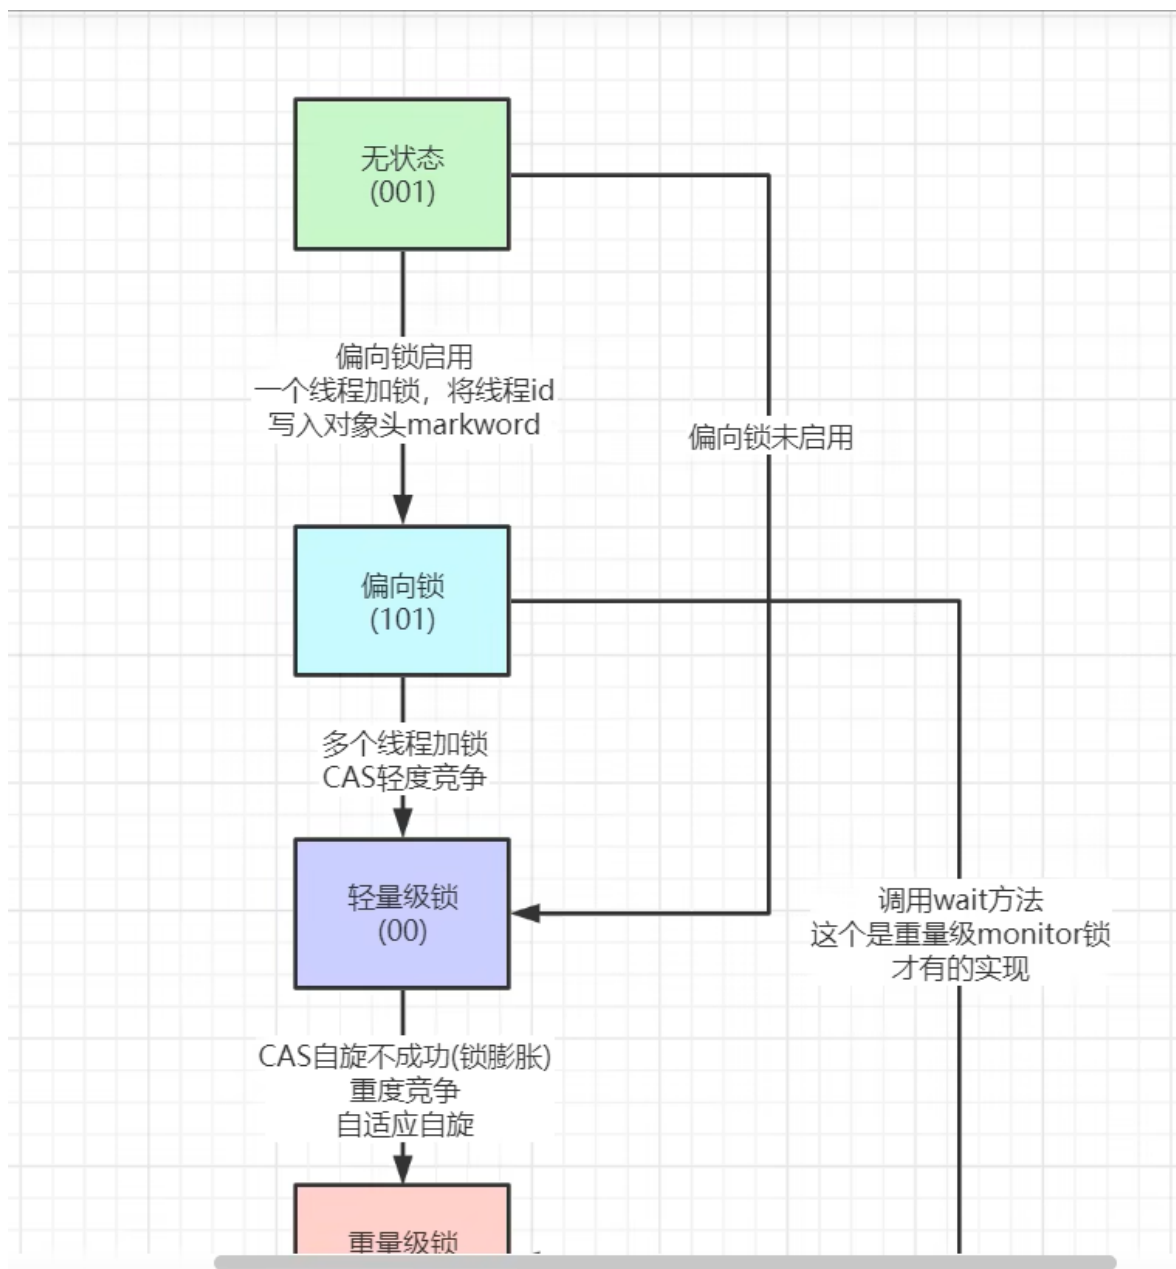 无状态
(001)
偏向锁启用
一个线程加锁，将线程id
写入对象头markword
偏向锁未启用
偏向锁
(101)
多个线程加锁
CAS轻度竞争
轻量级锁
(00)
调用wait方法
这个是重量级monitor锁
才有的实现
CAS自旋不成功(锁膨胀)
重度竞争
自适应自旋
重量级锁